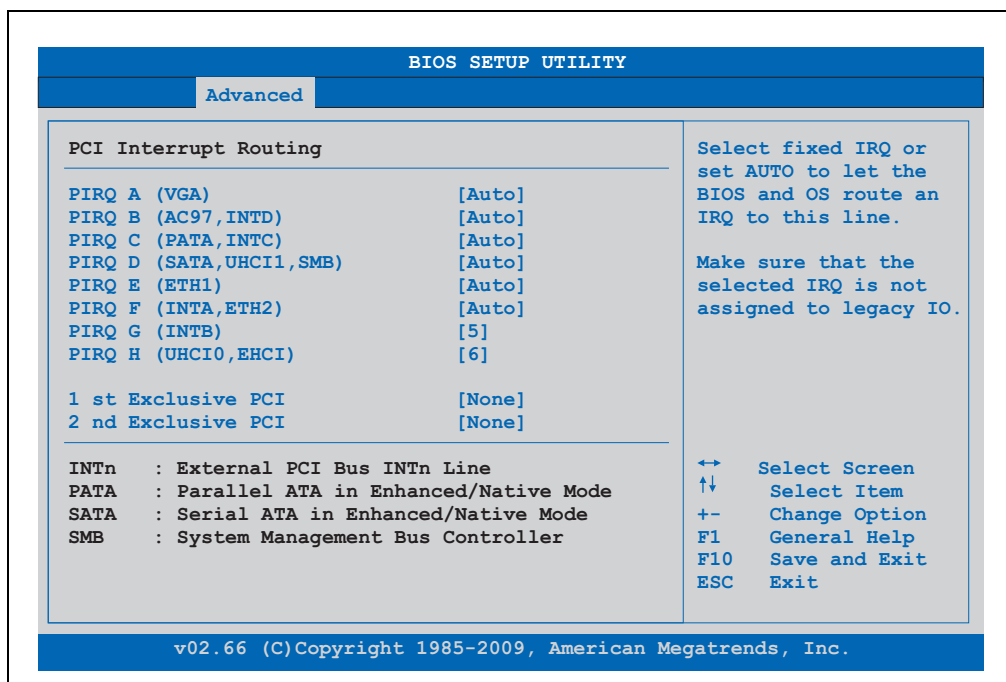 BIOS SETUP UTILITY
Advanced
PCI Interrupt Routing
PIRQ A (VGA) [Auto]
PIRQ B (AC97,INTD) [Auto]
PIRQ C (PATA,INTC) [Auto]
PIRQ D (SATA,UHCI1,SMB) [Auto]
PIRQ E (ETH1) [Auto]
PIRQ F (INTA,ETH2) [Auto]
PIRQ G (INTB) [5]
PIRQ H (UHCI0,EHCI) [6]
1 st Exclusive PCI [None]
2 nd Exclusive PCI [None]
INTn : External PCI Bus INTn Line
PATA : Parallel ATA in Enhanced/Native Mode
SATA : Serial ATA in Enhanced/Native Mode
SMB : System Management Bus Controller
Select fixed IRQ or
set AUTO to let the
BIOS and OS route an
IRQ to this line.
Make sure that the
selected IRQ is not
assigned to legacy IO.
↔ Select Screen
↑↓ Select Item
+- Change Option
F1 General Help
F10 Save and Exit
ESC Exit
v02.66 (C)Copyright 1985-2009, American Megatrends, Inc.